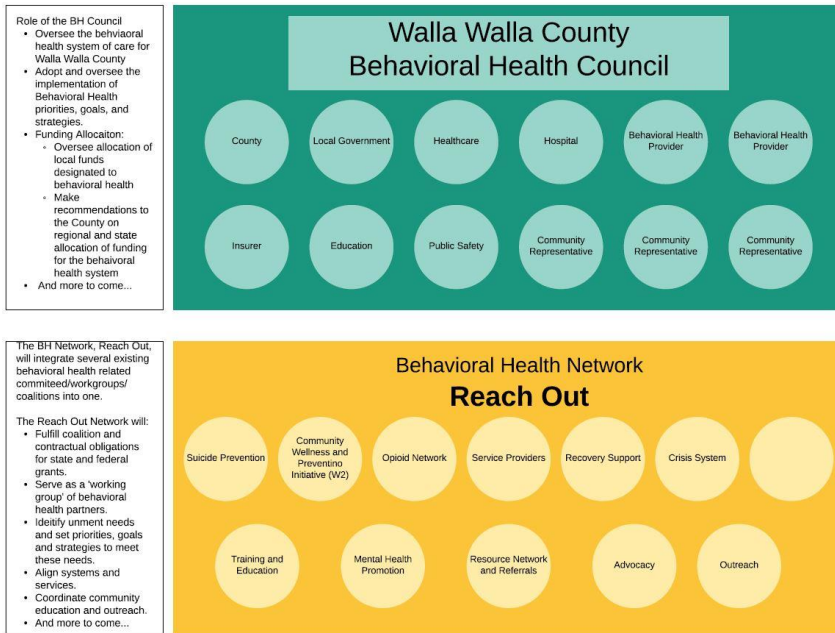 Role of the BH Council
• Oversee the behviaoral
health system of care for
Walla Walla County
• Adopt and oversee the
implementation of
Behavioral Health
priorities, goals, and
strategies.
• Funding Allocaiton:
◦ Oversee allocation of
local funds
designated to
behavioral health
◦ Make
recommendations to
the County on
regional and state
allocation of funding
for the behaivoral
health system
• And more to come...
Walla Walla County
Behavioral Health Council
County
Local Government
Healthcare
Hospital
Behavioral Health
Provider
Behavioral Health
Provider
Insurer
Education
Public Safety
Community
Representative
Community
Representative
Community
Representative
The BH Network, Reach Out,
will integrate several existing
behavioral health related
commiteed/workgroups/
coalitions into one.
The Reach Out Network will:
• Fulfill coalition and
contractual obligations
for state and federal
grants.
• Serve as a 'working
group' of behavioral
health partners.
• Ideitify unment needs
and set priorities, goals
and strategies to meet
these needs.
• Align systems and
services.
• Coordinate community
education and outreach.
• And more to come...
Behavioral Health Network
Reach Out
Suicide Prevention
Community
Wellness and
Preventino
Initiative (W2)
Opioid Network
Service Providers
Recovery Support
Crisis System
Training and
Education
Mental Health
Promotion
Resource Network
and Referrals
Advocacy
Outreach